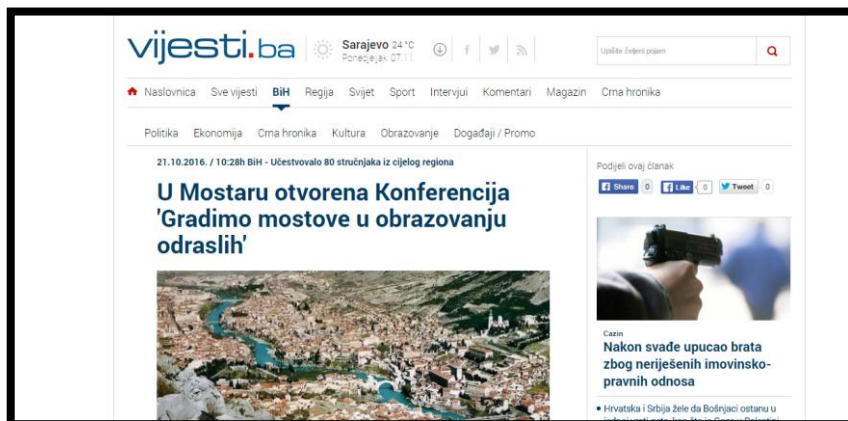 vijesti.ba
Sarajevo 24 °C
Ponedjeljak 07.11.
Upišite željeni pojam
Naslovnica Sve vijesti BiH Regija Svijet Sport Intervjui Komentari Magazin Crna hronika
Politika Ekonomija Crna hronika Kultura Obrazovanje Događaji / Promo
21.10.2016. / 10:28h BiH - Učestvovalo 80 stručnjaka iz cijelog regiona
U Mostaru otvorena Konferencija
'Gradimo mostove u obrazovanju
odraslih'
Podijeli ovaj članak
Share 0 Like 0 Tweet 0
Cazin
Nakon svađe upucao brata
zbog neriješenih imovinsko-
pravnih odnosa
Hrvatska i Srbija žele da Bošnjaci ostanu u